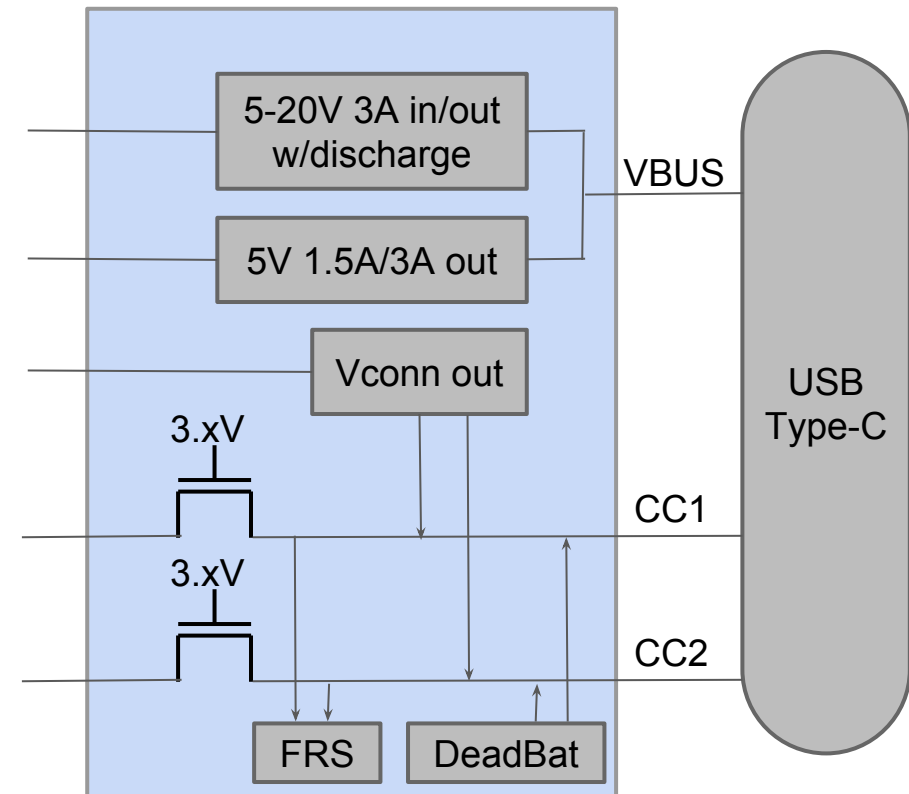 5-20V 3A in/out
w/discharge
VBUS
5V 1.5A/3A out
Vconn out
USB
Type-C
3.xV
CC1
3.xV
CC2
FRS
DeadBat